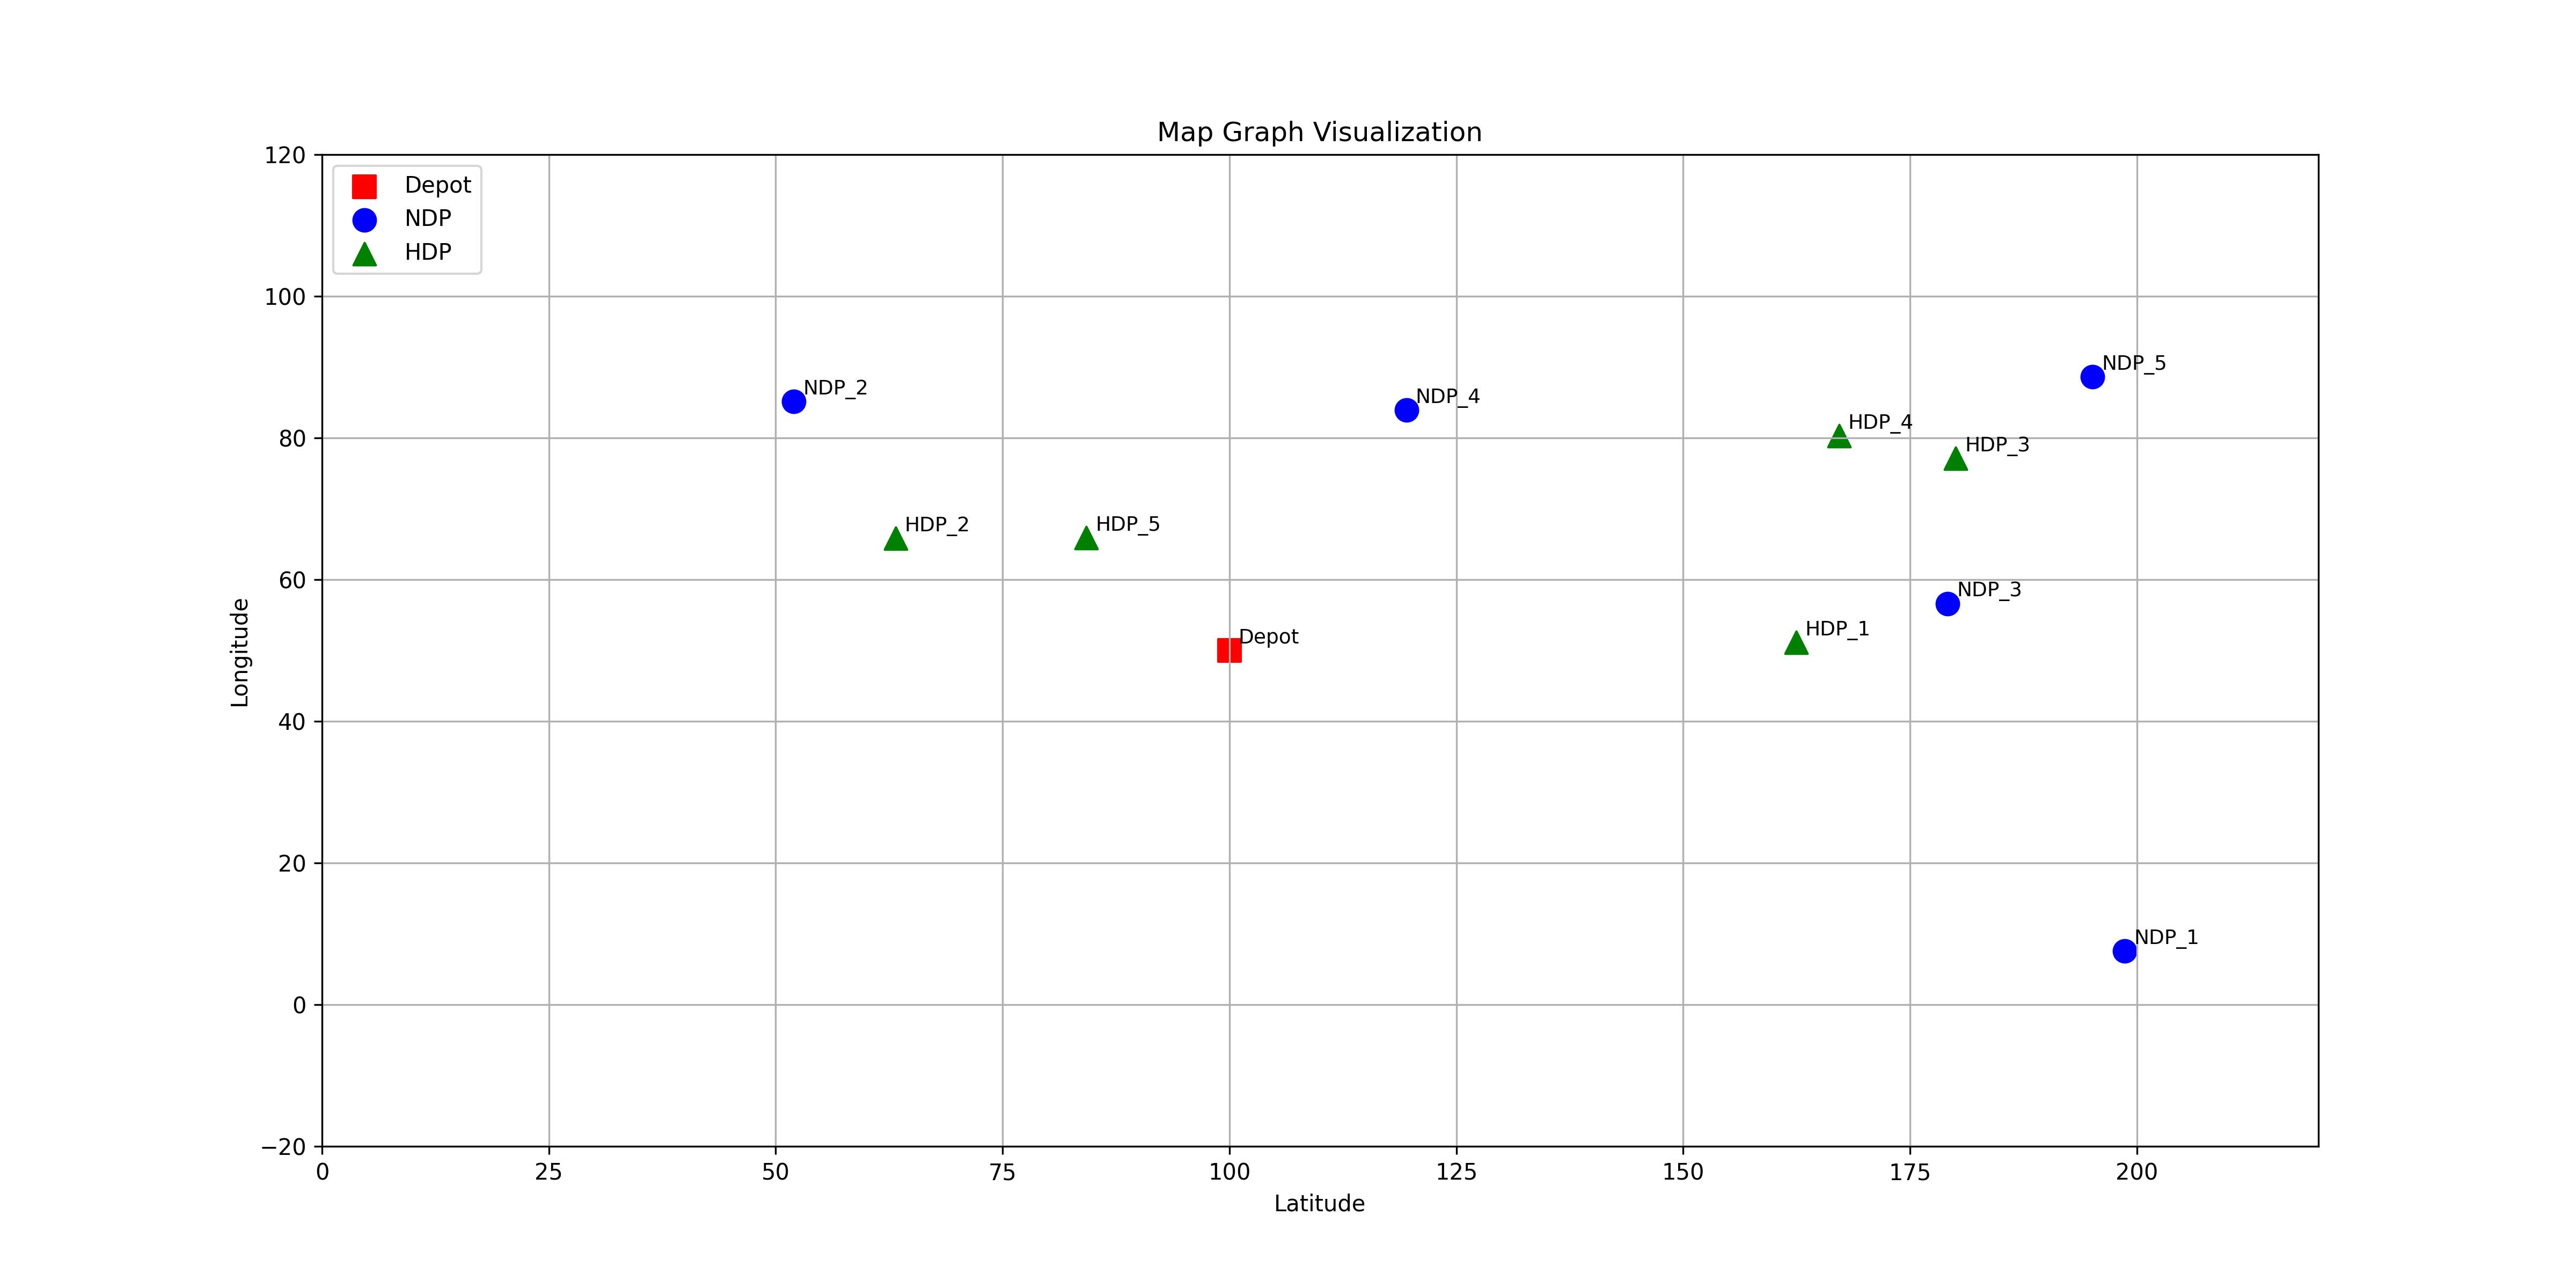 Map Graph Visualization
120
100
80
60
40
20
0
−20
Longitude
Depot
NDP
HDP
NDP_5
NDP_2
NDP_4
HDP_4
HDP_3
HDP_2
HDP_5
NDP_3
HDP_1
Depot
NDP_1
0
25
50
75
100
125
150
175
200
Latitude